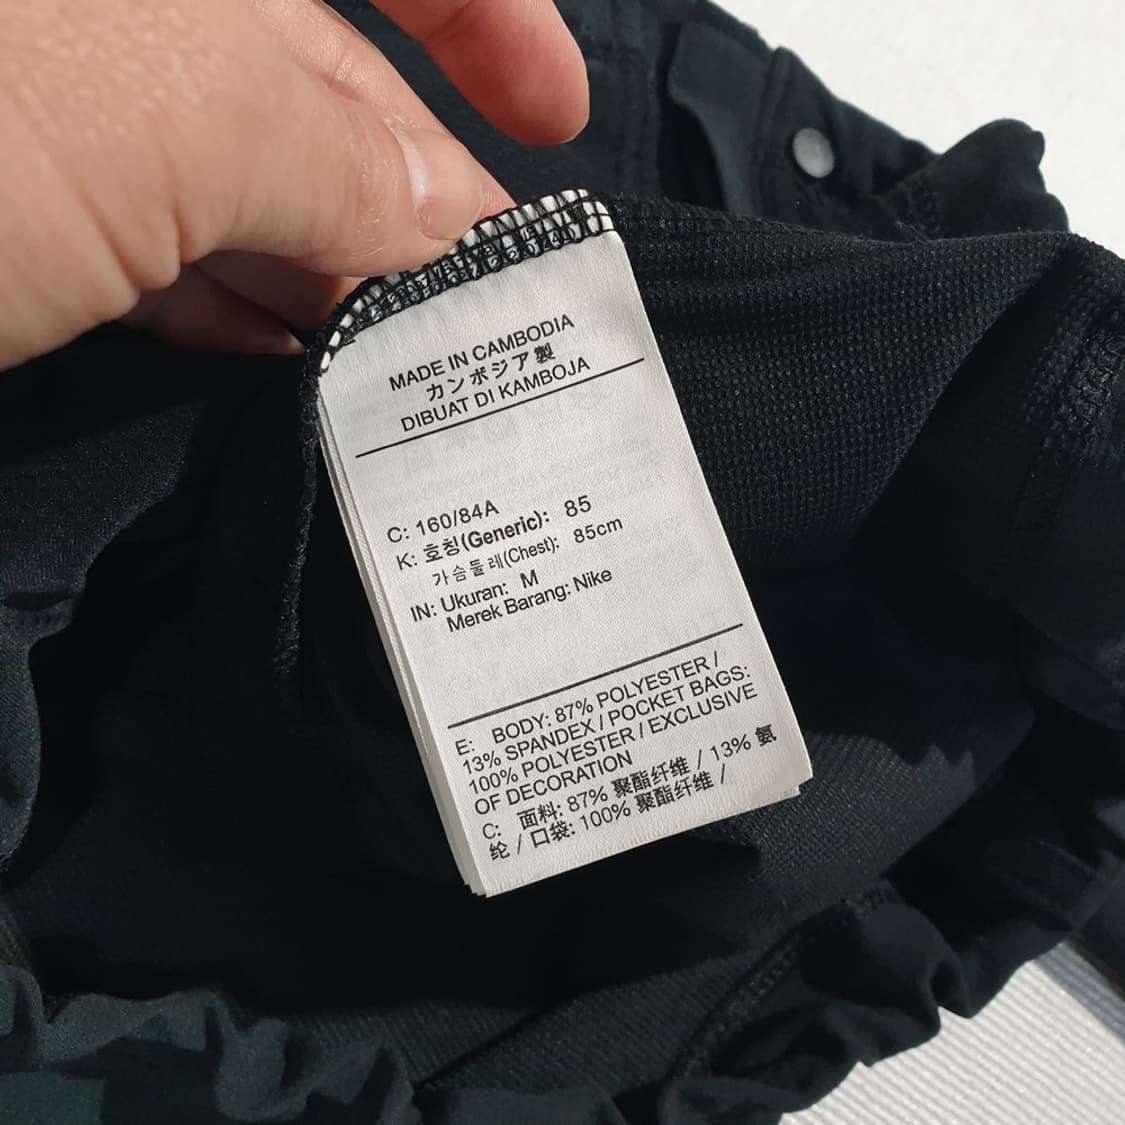 MADE IN CAMBODIA
カンボジア製
DIBUAT DI KAMBOJA
C: 160/84A
K: 호칭(Generic): 85
가슴둘레(Chest): 85cm
IN: Ukuran: M
Merek Barang: Nike
E: BODY: 87% POLYESTER /
13% SPANDEX / POCKET BAGS:
100% POLYESTER / EXCLUSIVE
OF DECORATION
C: 面料: 87% 聚酯纤维 / 13% 氨
纶 / 口袋: 100% 聚酯纤维 /